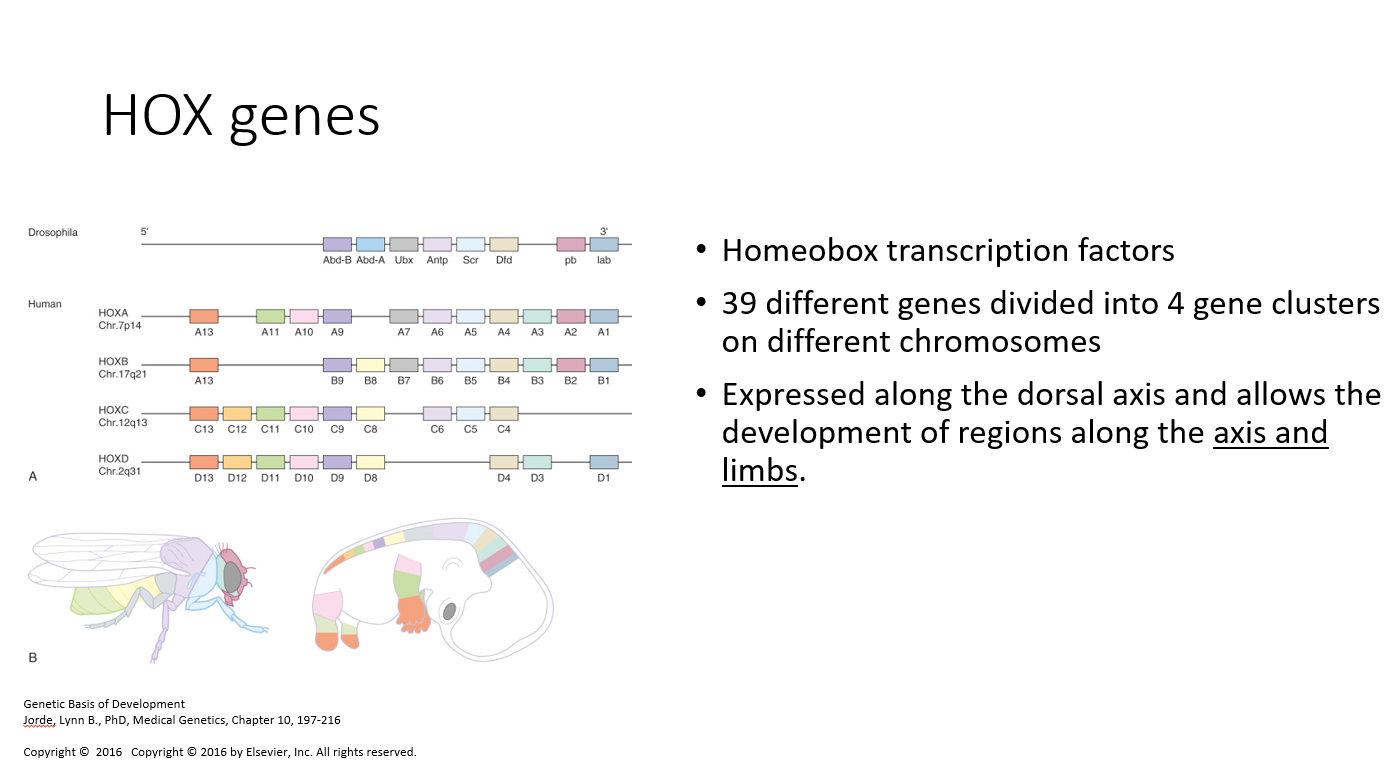 HOX genes
Drosophila
5'
3'
Abd-B Abd-A Ubx Antp Scr Dfd pb lab
Human
HOXA
Chr.7p14
A13 A11 A10 A9 A7 A6 A5 A4 A3 A2 A1
HOXB
Chr.17q21
A13 B9 B8 B7 B6 B5 B4 B3 B2 B1
HOXC
Chr.12q13
C13 C12 C11 C10 C9 C8 C6 C5 C4
HOXD
Chr.2q31
D13 D12 D11 D10 D9 D8 D4 D3 D1
A
B
• Homeobox transcription factors
• 39 different genes divided into 4 gene clusters
on different chromosomes
• Expressed along the dorsal axis and allows the
development of regions along the axis and
limbs.
Genetic Basis of Development
Jorde, Lynn B., PhD, Medical Genetics, Chapter 10, 197-216
Copyright © 2016 Copyright © 2016 by Elsevier, Inc. All rights reserved.